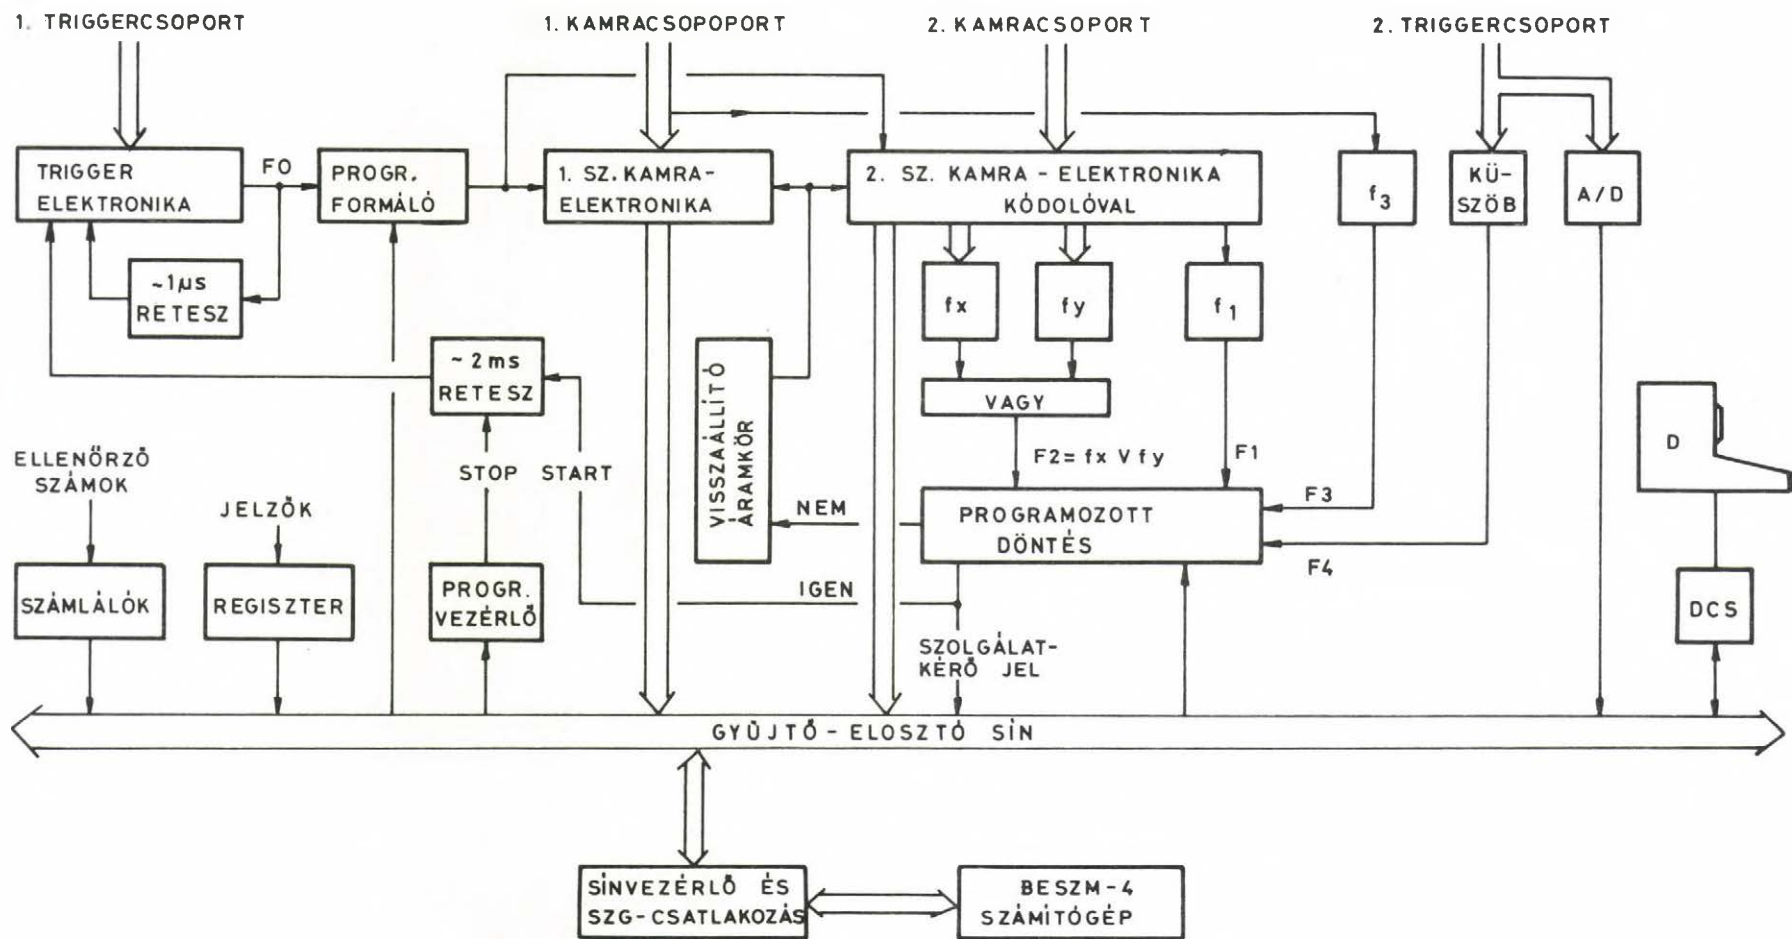 1. TRIGGERCSOPORT
1. KAMRACSOPOPORT
2. KAMRACSOPORT
2. TRIGGERCSOPORT
TRIGGER
ELEKTRONIKA
FO
PROGR.
FORMÁLÓ
1. SZ. KAMRA-
ELEKTRONIKA
2. SZ. KAMRA - ELEKTRONIKA
KÓDOLÓVAL
f3
KÜ-
SZÖB
A/D
~1µs
RETESZ
fx
fy
f1
~ 2ms
RETESZ
VISSZAÁLLÍTÓ
ÁRAMKÖR
VAGY
D
ELLENŐRZŐ
SZÁMOK
STOP
START
F2= fx V fy
F1
JELZŐK
NEM
PROGRAMOZOTT
DÖNTÉS
F3
F4
SZÁMLÁLÓK
REGISZTER
PROGR.
VEZÉRLŐ
IGEN
DCS
SZOLGÁLAT-
KÉRŐ JEL
GYŰJTŐ - ELOSZTÓ SÍN
SÍNVEZÉRLŐ ÉS
SZG-CSATLAKOZÁS
BESZM-4
SZÁMÍTÓGÉP